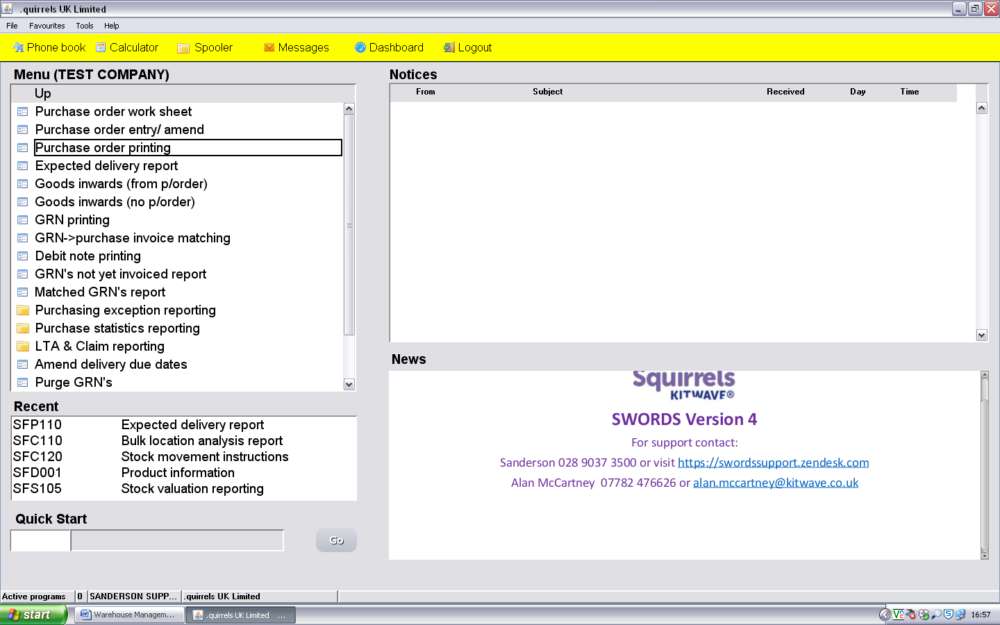 .quirrels UK Limited
File Favourites Tools Help
Phone book Calculator Spooler Messages Dashboard Logout
Menu (TEST COMPANY)
Up
Purchase order work sheet
Purchase order entry/ amend
Purchase order printing
Expected delivery report
Goods inwards (from p/order)
Goods inwards (no p/order)
GRN printing
GRN->purchase invoice matching
Debit note printing
GRN's not yet invoiced report
Matched GRN's report
Purchasing exception reporting
Purchase statistics reporting
LTA & Claim reporting
Amend delivery due dates
Purge GRN's
Recent
SFP110 Expected delivery report
SFC110 Bulk location analysis report
SFC120 Stock movement instructions
SFD001 Product information
SFS105 Stock valuation reporting
Quick Start
Go
Notices
From Subject Received Day Time
News
Squirrels
KITWAVE®
SWORDS Version 4
For support contact:
Sanderson 028 9037 3500 or visit https://swordssupport.zendesk.com
Alan McCartney 07782 476626 or alan.mccartney@kitwave.co.uk
Active programs 0 SANDERSON SUPP... .quirrels UK Limited
start Warehouse Managem... .quirrels UK Limited ... 16:57